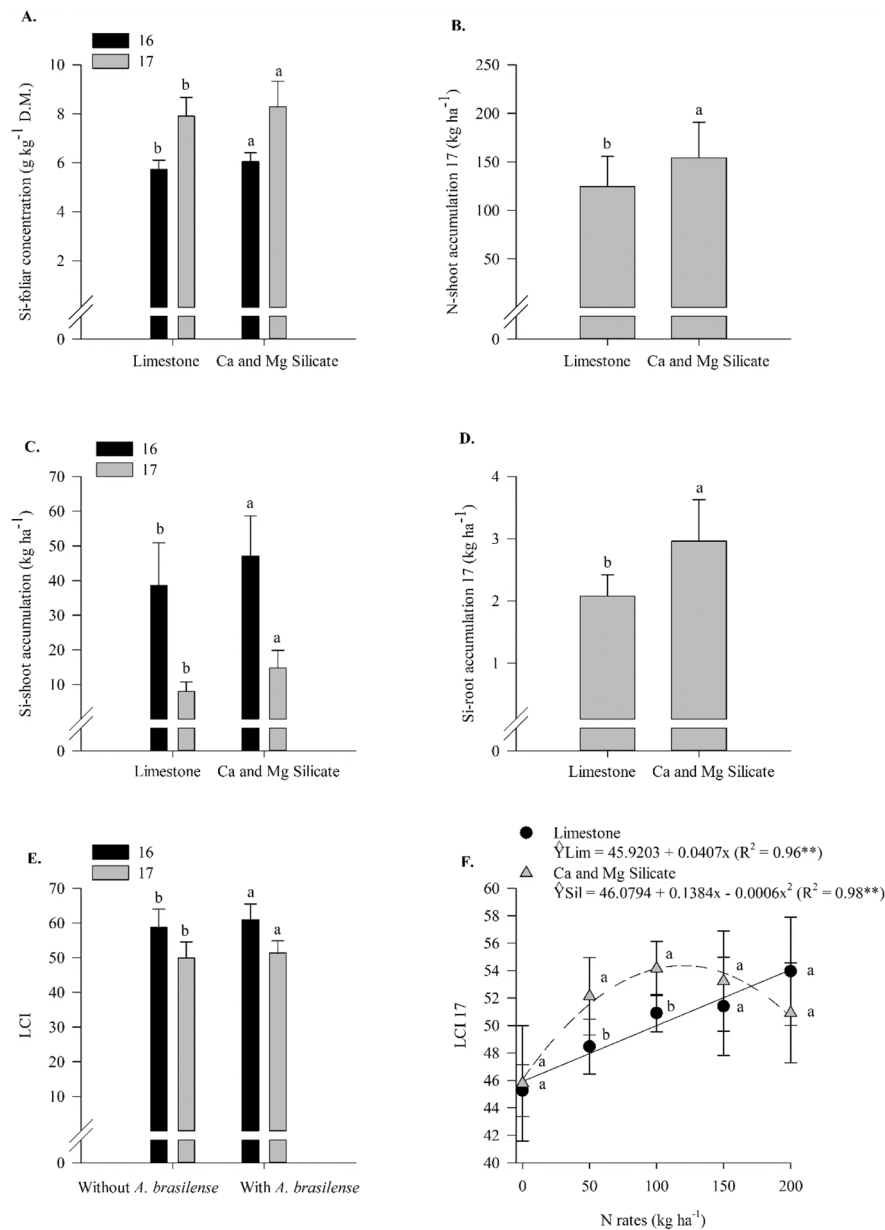 A.
16
17
10
8
6
4
2
0
Si-foliar concentration (g kg⁻¹ D.M.)
b
b
a
a
Limestone
Ca and Mg Silicate
B.
250
200
150
100
50
0
N-shoot accumulation 17 (kg ha⁻¹)
b
a
Limestone
Ca and Mg Silicate
C.
16
17
70
60
50
40
30
20
10
0
Si-shoot accumulation (kg ha⁻¹)
b
b
a
a
Limestone
Ca and Mg Silicate
D.
4
3
2
1
0
Si-root accumulation 17 (kg ha⁻¹)
b
a
Limestone
Ca and Mg Silicate
E.
16
17
70
60
50
40
30
20
10
0
LCI
b
b
a
a
Without A. brasilense
With A. brasilense
F.
Limestone
ŶLim = 45.9203 + 0.0407x (R² = 0.96**)
Ca and Mg Silicate
ŶSil = 46.0794 + 0.1384x - 0.0006x² (R² = 0.98**)
60
58
56
54
52
50
48
46
44
42
40
LCI 17
a
a
a
b
a
b
a
a
a
a
0
50
100
150
200
N rates (kg ha⁻¹)